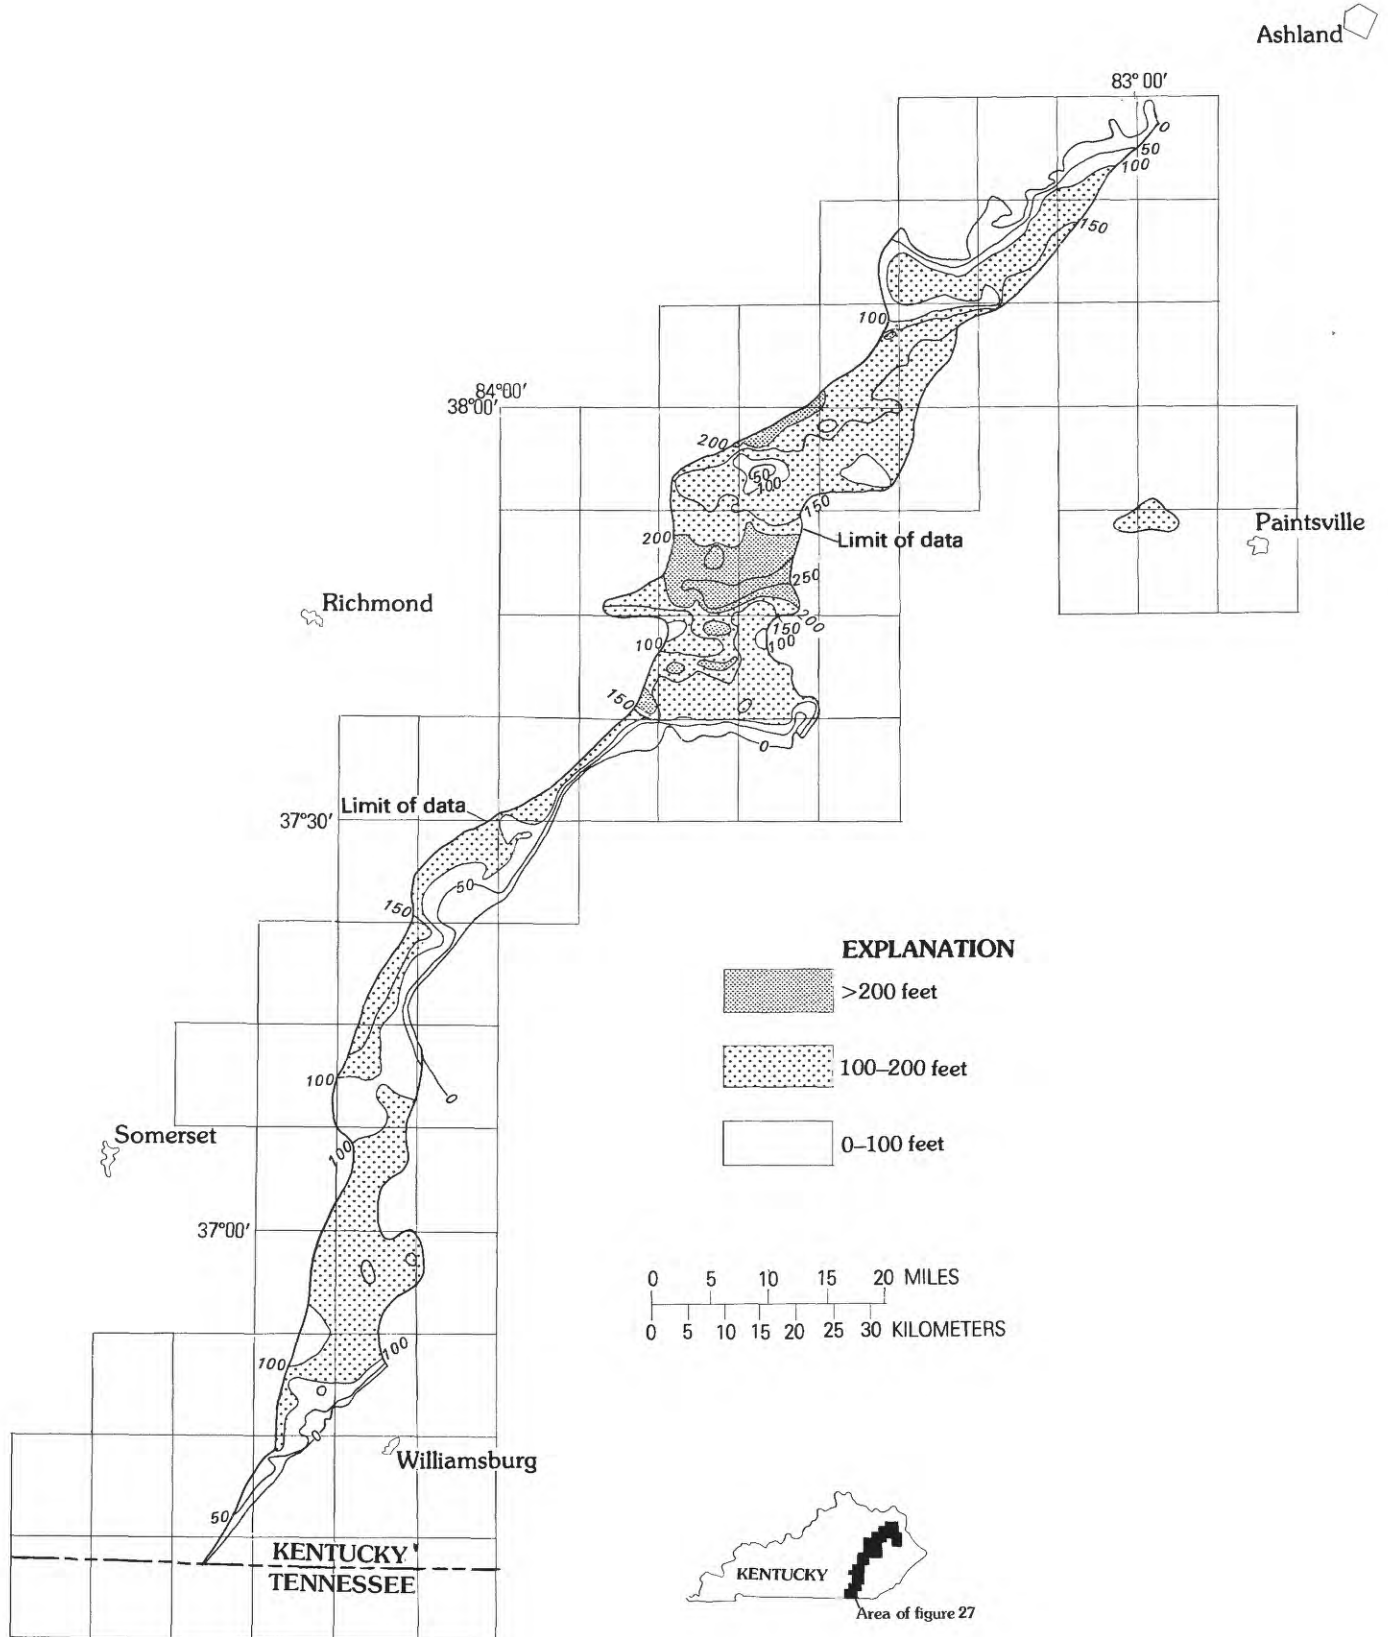 Ashland
83° 00'
0
50
100
150
100
84° 00'
38° 00'
200
50
100
150
Limit of data
Paintsville
200
250
Richmond
200
150
100
100
150
0
Limit of data
37°30'
50
150
EXPLANATION
>200 feet
100–200 feet
100
0
Somerset
0–100 feet
100
37°00'
0 5 10 15 20 MILES
0 5 10 15 20 25 30 KILOMETERS
100
100
0
Williamsburg
50
KENTUCKY
TENNESSEE
KENTUCKY
Area of figure 27